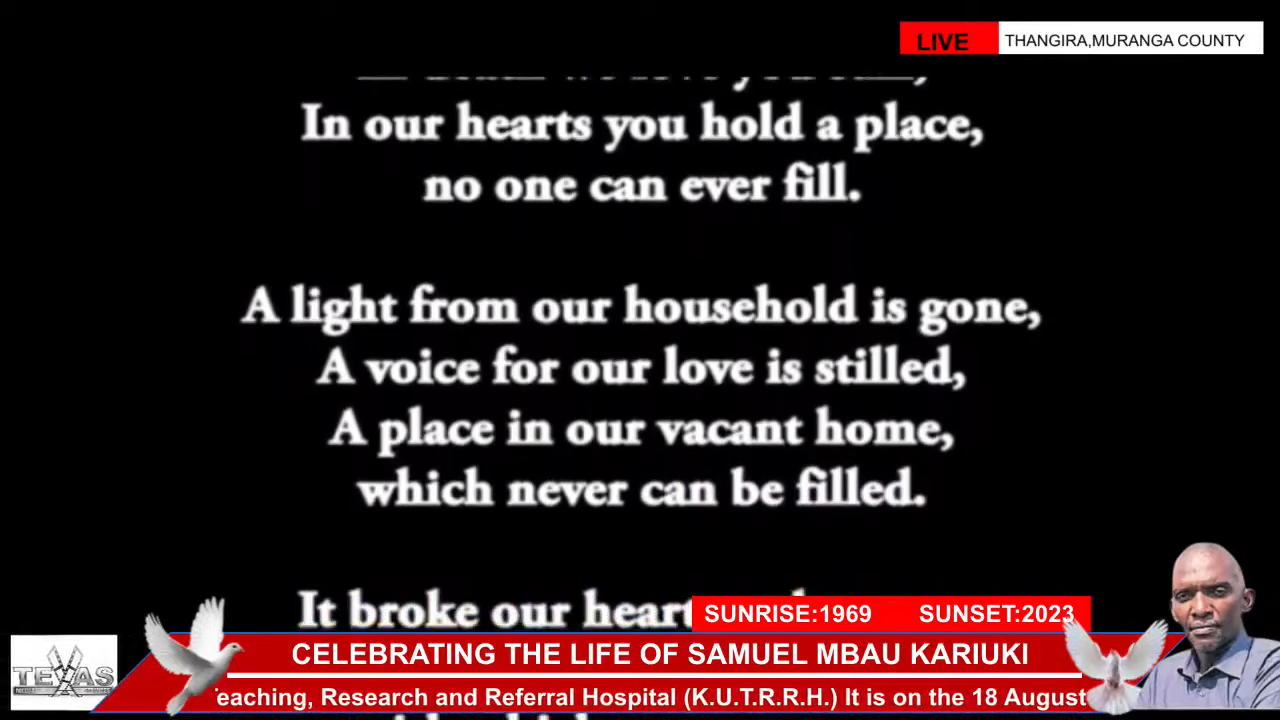 LIVE THANGIRA,MURANGA COUNTY
In our hearts you hold a place,
no one can ever fill.
A light from our household is gone,
A voice for our love is stilled,
A place in our vacant home,
which never can be filled.
It broke our heart
SUNRISE:1969 SUNSET:2023
CELEBRATING THE LIFE OF SAMUEL MBAU KARIUKI
TEXAS
Teaching, Research and Referral Hospital (K.U.T.R.R.H.) It is on the 18 August